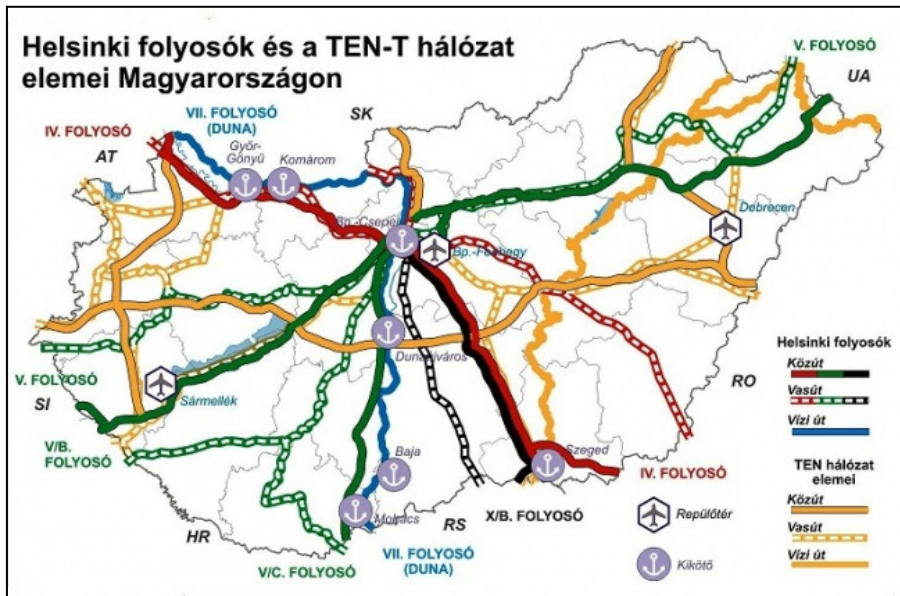 Helsinki folyosók és a TEN-T hálózat
elemei Magyarországon
V. FOLYOSÓ
UA
VII. FOLYOSÓ
(DUNA)
SK
IV. FOLYOSÓ
AT
Győr-
Gönyű
Komárom
Bp.-Csepel
Bp.-Ferihegy
Debrecen
Dunaújváros
V. FOLYOSÓ
SI
Sármellék
V/B.
FOLYOSÓ
Baja
Mohács
Szeged
HR
RS
RO
IV. FOLYOSÓ
X/B. FOLYOSÓ
VII. FOLYOSÓ
(DUNA)
V/C. FOLYOSÓ
Helsinki folyosók
Közút
Vasút
Vízi út
TEN hálózat
elemei
Közút
Vasút
Vízi út
Repülőtér
Kikötő